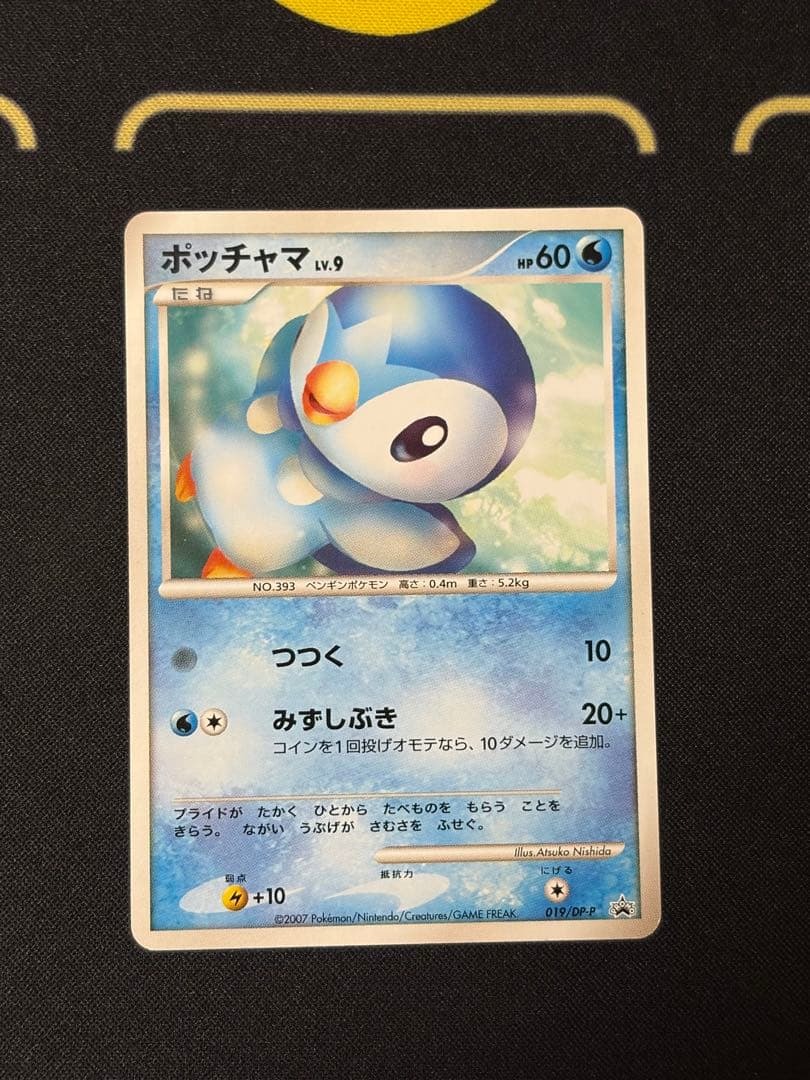 ポッチャマ LV.9 HP 60
たね
NO.393 ペンギンポケモン 高さ：0.4m 重さ：5.2kg
つつく 10
みずしぶき 20+
コインを1回投げオモテなら、10ダメージを追加。
プライドが たかく ひとから たべものを もらう ことを
きらう。 ながい うぶげが さむさを ふせぐ。
Illus. Atsuko Nishida
弱点 抵抗力 にげる
+10
©2007 Pokémon/Nintendo/Creatures/GAME FREAK 019/DP-P